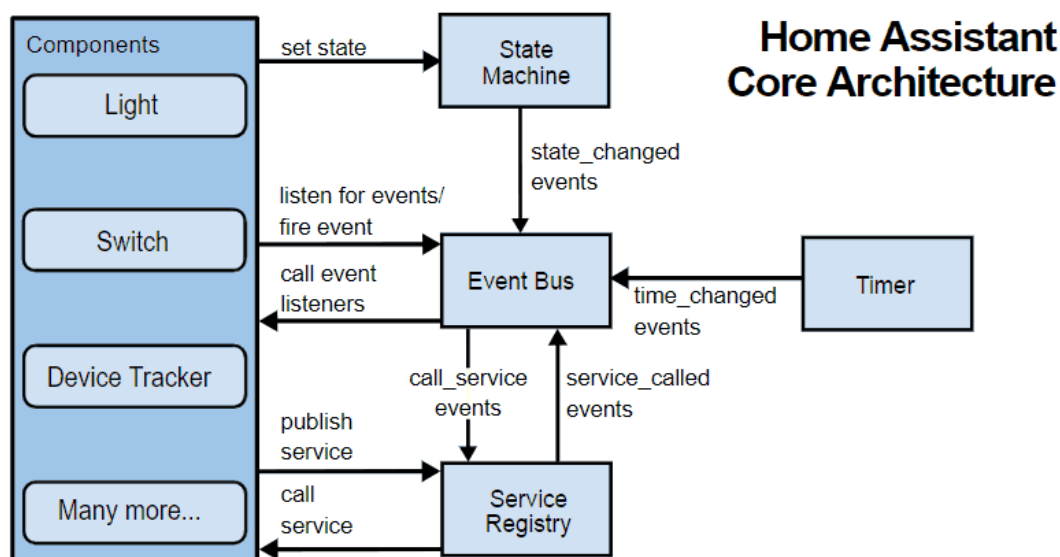 Home Assistant
Core Architecture
Components
Light
Switch
Device Tracker
Many more...
set state
State
Machine
state_changed
events
listen for events/
fire event
call event
listeners
Event Bus
time_changed
events
Timer
call_service
events
service_called
events
publish
service
call
service
Service
Registry